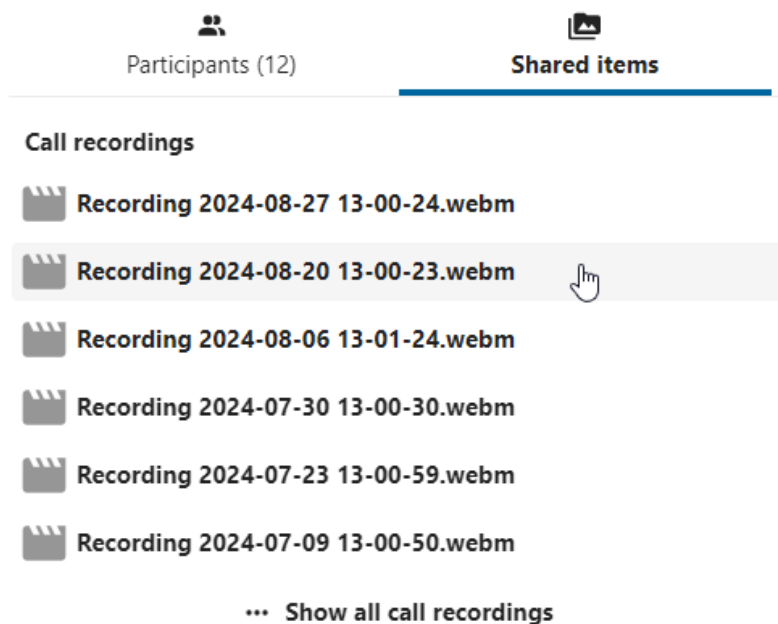 Participants (12)
Shared items
Call recordings
Recording 2024-08-27 13-00-24.webm
Recording 2024-08-20 13-00-23.webm
Recording 2024-08-06 13-01-24.webm
Recording 2024-07-30 13-00-30.webm
Recording 2024-07-23 13-00-59.webm
Recording 2024-07-09 13-00-50.webm
••• Show all call recordings